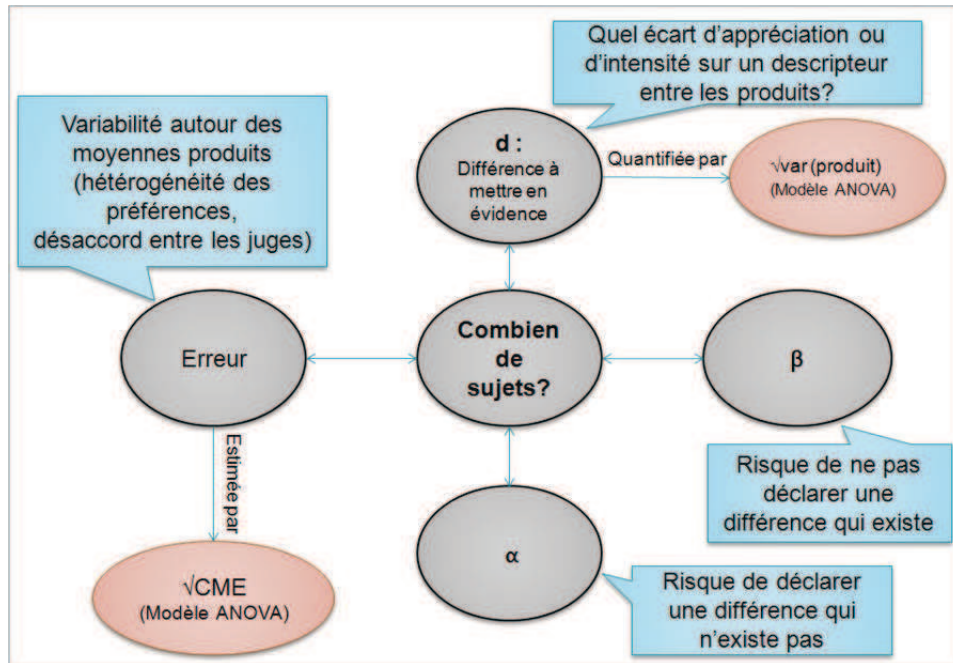 Quel écart d'appréciation ou
d'intensité sur un descripteur
entre les produits?
Variabilité autour des
moyennes produits
(hétérogénéité des
préférences,
désaccord entre les juges)
d :
Différence à
mettre en
évidence
Quantifiée par
√var (produit)
(Modèle ANOVA)
Erreur
Combien
de
sujets?
β
Estimée par
Risque de ne pas
déclarer une
différence qui existe
√CME
(Modèle ANOVA)
α
Risque de déclarer
une différence qui
n'existe pas